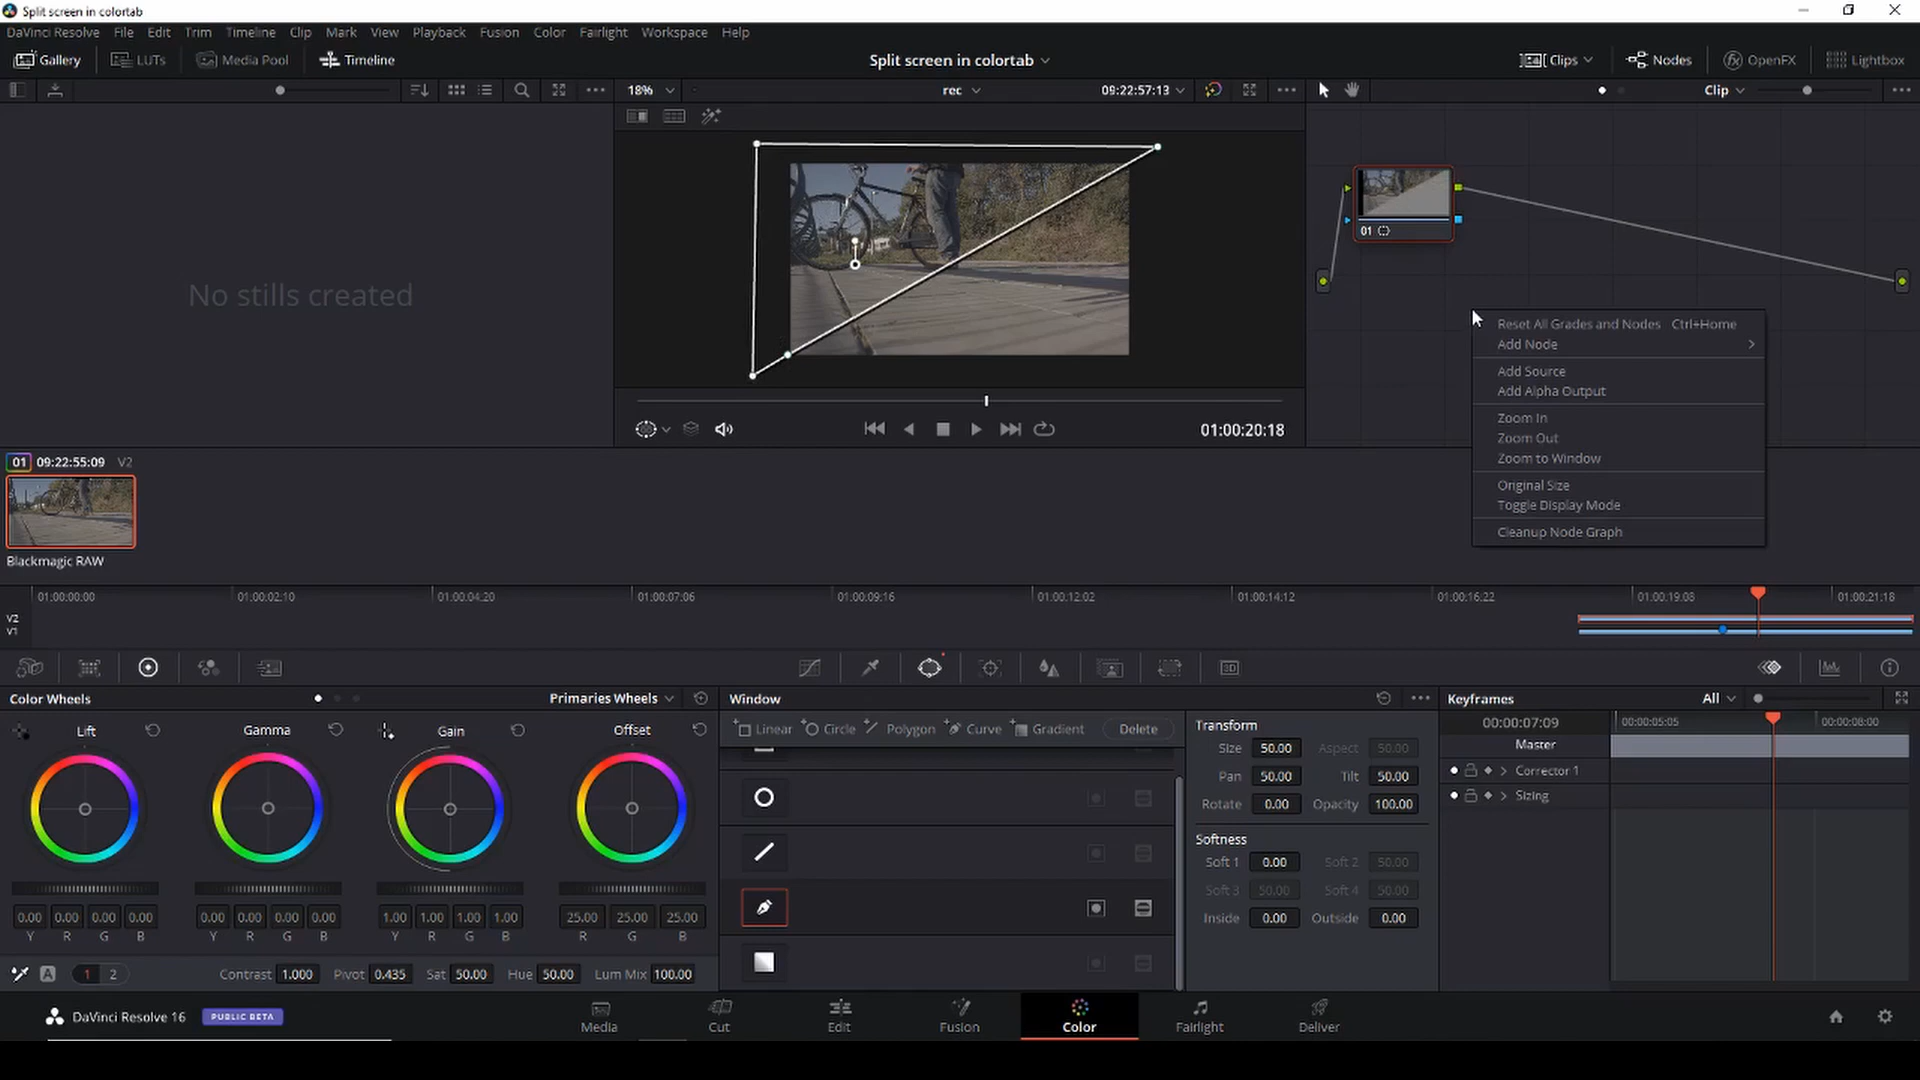 Split screen in colortab
DaVinci Resolve File Edit Trim Timeline Clip Mark View Playback Fusion Color Fairlight Workspace Help
Gallery LUTs Media Pool Timeline Split screen in colortab Clips Nodes OpenFX Lightbox
18% rec 09:22:57:13 Clip
No stills created
01
Reset All Grades and Nodes Ctrl+Home
Add Node
Add Source
Add Alpha Output
Zoom In
Zoom Out
Zoom to Window
Original Size
Toggle Display Mode
Cleanup Node Graph
01:00:20:18
01 09:22:55:09 V2
Blackmagic RAW
01:00:00:00 01:00:02:10 01:00:04:20 01:00:07:06 01:00:09:16 01:00:12:02 01:00:14:12 01:00:16:22 01:00:19:08 01:00:21:18
V2
V1
3D
Color Wheels Primaries Wheels Window Keyframes All
Lift Gamma Gain Offset
Linear Circle Polygon Curve Gradient Delete
Transform
Size 50.00 Aspect 50.00
Pan 50.00 Tilt 50.00
Rotate 0.00 Opacity 100.00
Softness
Soft 1 0.00 Soft 2 50.00
Soft 3 50.00 Soft 4 50.00
Inside 0.00 Outside 0.00
00:00:07:09 00:00:05:05 00:00:08:00
Master
Corrector 1
Sizing
0.00 0.00 0.00 0.00 0.00 0.00 0.00 0.00 1.00 1.00 1.00 1.00 25.00 25.00 25.00
Y R G B Y R G B Y R G B R G B
A 1 2 Contrast 1.000 Pivot 0.435 Sat 50.00 Hue 50.00 Lum Mix 100.00
DaVinci Resolve 16 PUBLIC BETA Media Cut Edit Fusion Color Fairlight Deliver